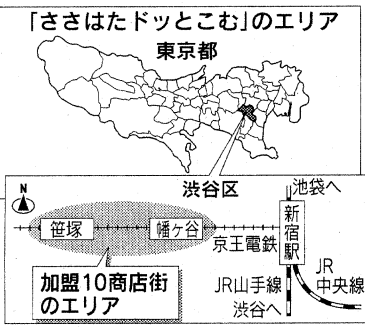 「ささはたドッとこむ」のエリア
東京都
渋谷区
N
笹塚
幡ヶ谷
京王電鉄
新宿駅
池袋へ
JR山手線
渋谷へ
JR
中央線
加盟10商店街
のエリア